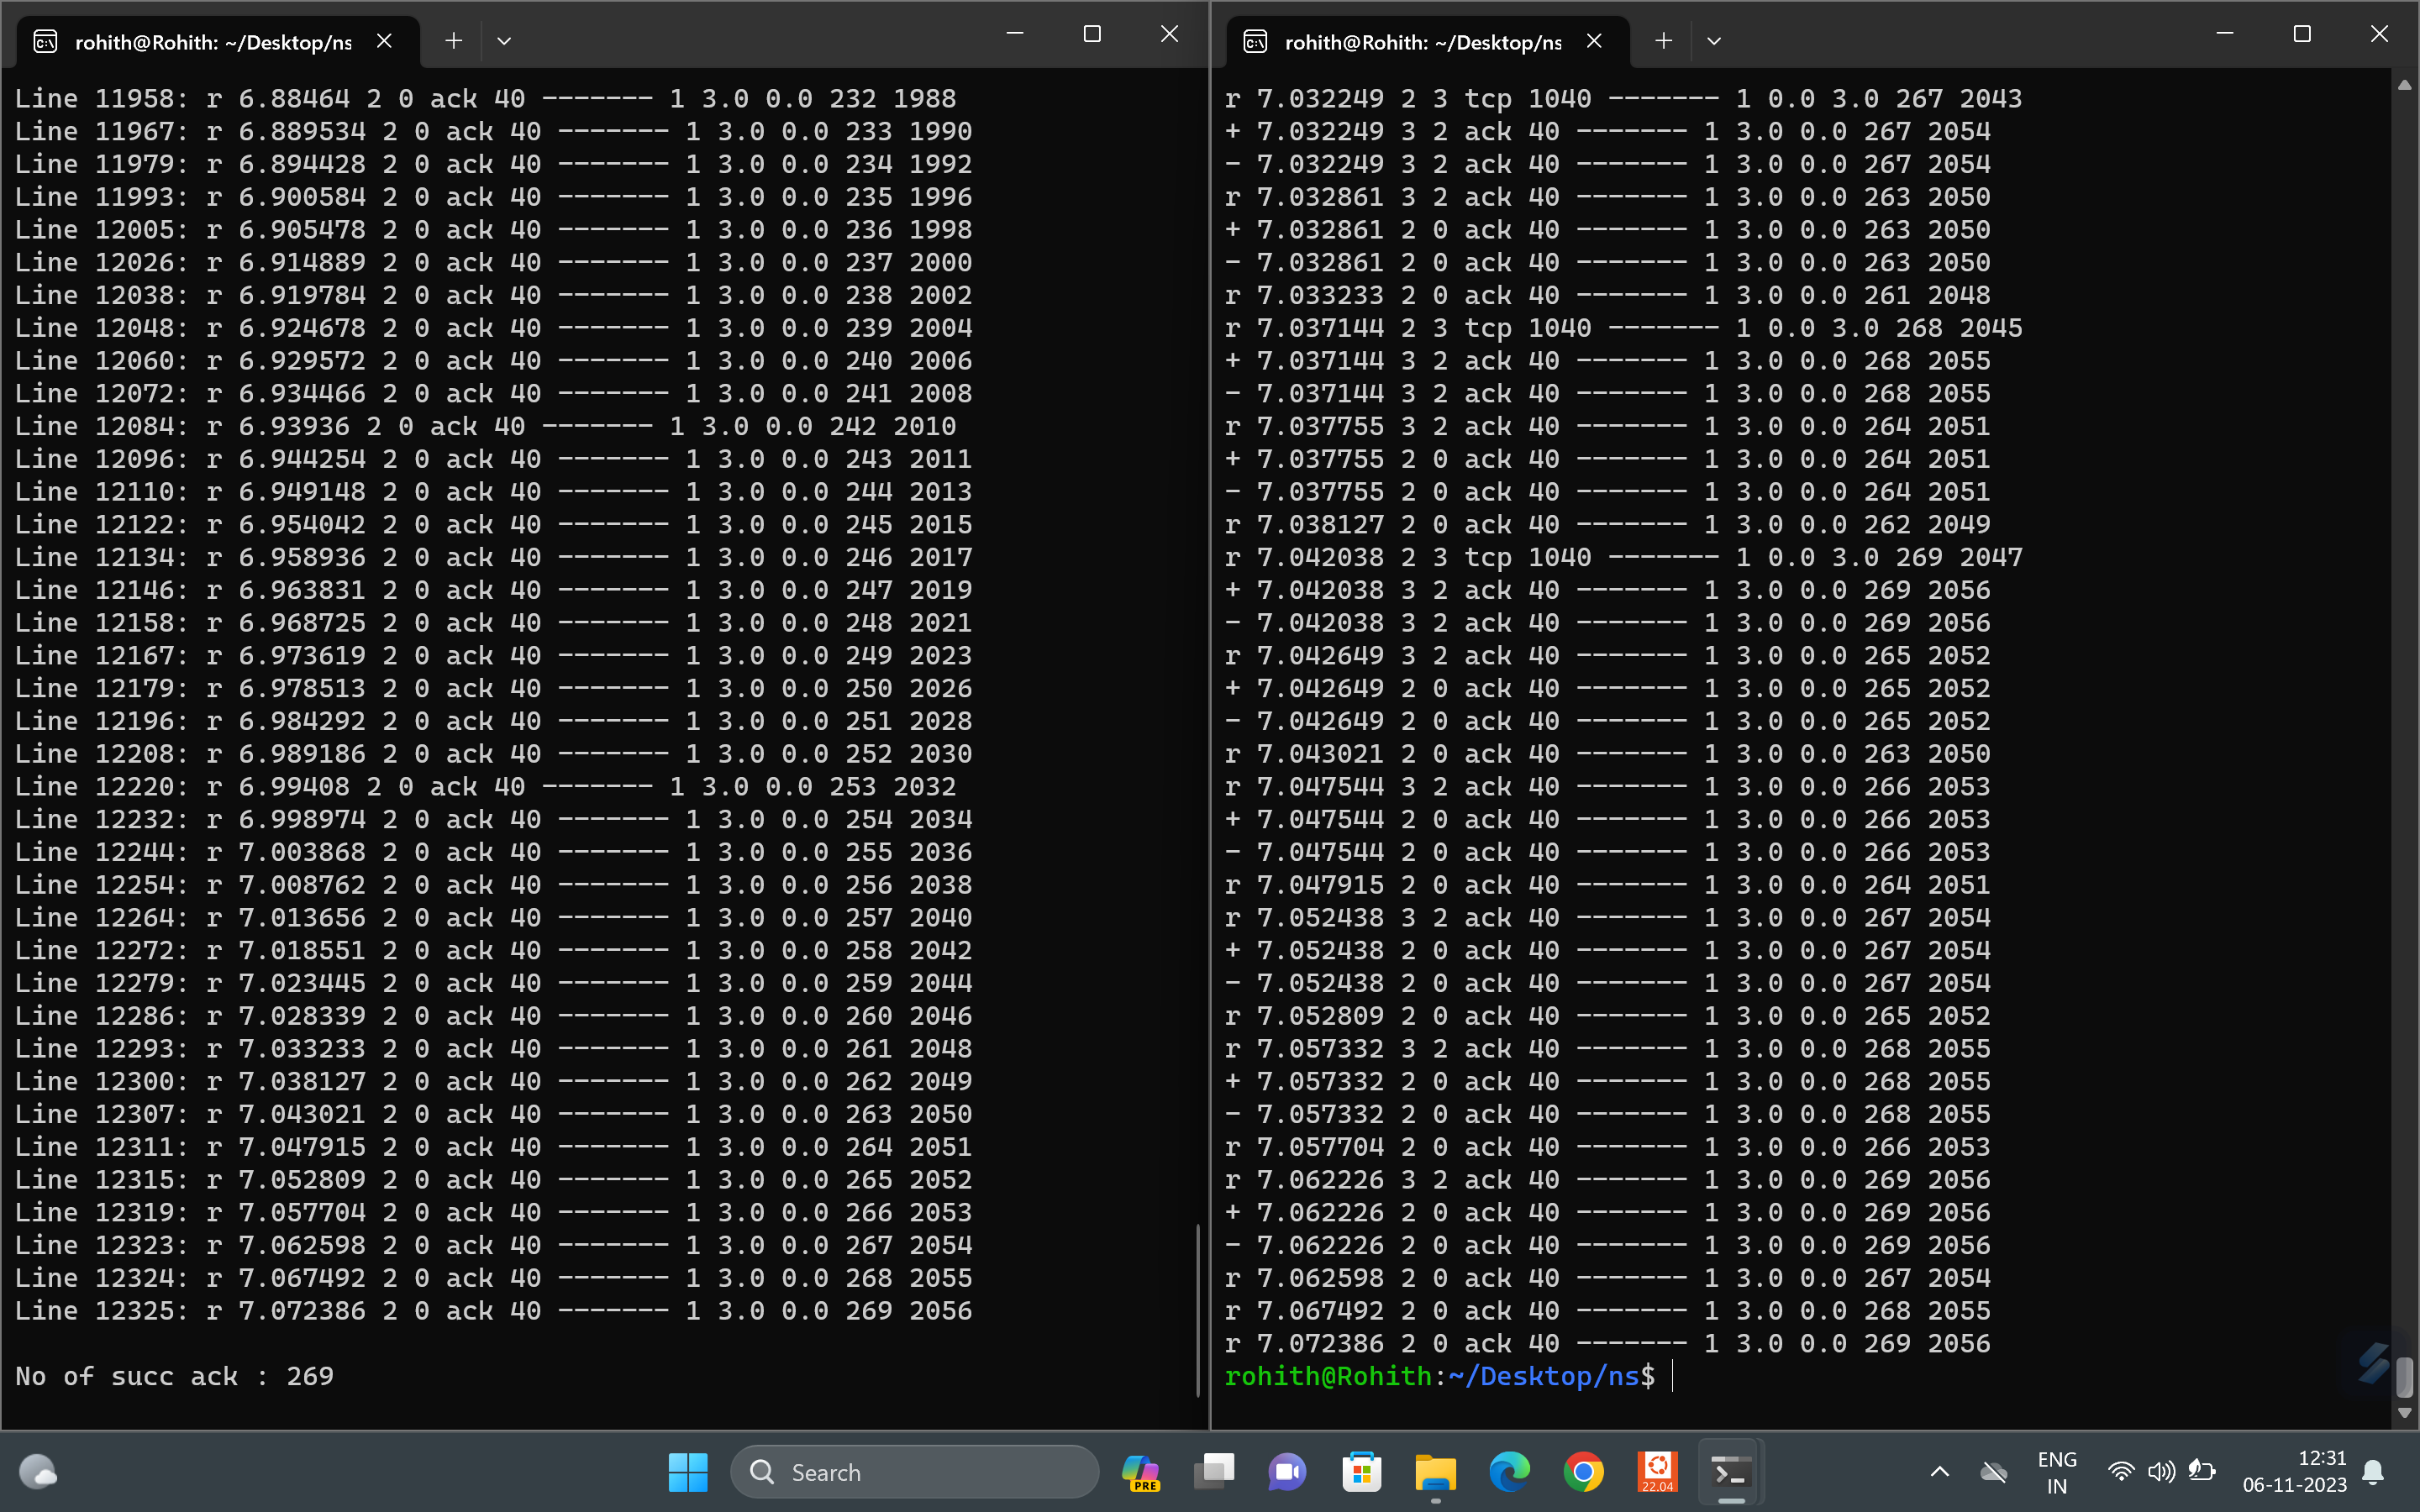 rohith@Rohith: ~/Desktop/ns
Line 11958: r 6.88464 2 0 ack 40 ------- 1 3.0 0.0 232 1988
Line 11967: r 6.889534 2 0 ack 40 ------- 1 3.0 0.0 233 1990
Line 11979: r 6.894428 2 0 ack 40 ------- 1 3.0 0.0 234 1992
Line 11993: r 6.900584 2 0 ack 40 ------- 1 3.0 0.0 235 1996
Line 12005: r 6.905478 2 0 ack 40 ------- 1 3.0 0.0 236 1998
Line 12026: r 6.914889 2 0 ack 40 ------- 1 3.0 0.0 237 2000
Line 12038: r 6.919784 2 0 ack 40 ------- 1 3.0 0.0 238 2002
Line 12048: r 6.924678 2 0 ack 40 ------- 1 3.0 0.0 239 2004
Line 12060: r 6.929572 2 0 ack 40 ------- 1 3.0 0.0 240 2006
Line 12072: r 6.934466 2 0 ack 40 ------- 1 3.0 0.0 241 2008
Line 12084: r 6.93936 2 0 ack 40 ------- 1 3.0 0.0 242 2010
Line 12096: r 6.944254 2 0 ack 40 ------- 1 3.0 0.0 243 2011
Line 12110: r 6.949148 2 0 ack 40 ------- 1 3.0 0.0 244 2013
Line 12122: r 6.954042 2 0 ack 40 ------- 1 3.0 0.0 245 2015
Line 12134: r 6.958936 2 0 ack 40 ------- 1 3.0 0.0 246 2017
Line 12146: r 6.963831 2 0 ack 40 ------- 1 3.0 0.0 247 2019
Line 12158: r 6.968725 2 0 ack 40 ------- 1 3.0 0.0 248 2021
Line 12167: r 6.973619 2 0 ack 40 ------- 1 3.0 0.0 249 2023
Line 12179: r 6.978513 2 0 ack 40 ------- 1 3.0 0.0 250 2026
Line 12196: r 6.984292 2 0 ack 40 ------- 1 3.0 0.0 251 2028
Line 12208: r 6.989186 2 0 ack 40 ------- 1 3.0 0.0 252 2030
Line 12220: r 6.99408 2 0 ack 40 ------- 1 3.0 0.0 253 2032
Line 12232: r 6.998974 2 0 ack 40 ------- 1 3.0 0.0 254 2034
Line 12244: r 7.003868 2 0 ack 40 ------- 1 3.0 0.0 255 2036
Line 12254: r 7.008762 2 0 ack 40 ------- 1 3.0 0.0 256 2038
Line 12264: r 7.013656 2 0 ack 40 ------- 1 3.0 0.0 257 2040
Line 12272: r 7.018551 2 0 ack 40 ------- 1 3.0 0.0 258 2042
Line 12279: r 7.023445 2 0 ack 40 ------- 1 3.0 0.0 259 2044
Line 12286: r 7.028339 2 0 ack 40 ------- 1 3.0 0.0 260 2046
Line 12293: r 7.033233 2 0 ack 40 ------- 1 3.0 0.0 261 2048
Line 12300: r 7.038127 2 0 ack 40 ------- 1 3.0 0.0 262 2049
Line 12307: r 7.043021 2 0 ack 40 ------- 1 3.0 0.0 263 2050
Line 12311: r 7.047915 2 0 ack 40 ------- 1 3.0 0.0 264 2051
Line 12315: r 7.052809 2 0 ack 40 ------- 1 3.0 0.0 265 2052
Line 12319: r 7.057704 2 0 ack 40 ------- 1 3.0 0.0 266 2053
Line 12323: r 7.062598 2 0 ack 40 ------- 1 3.0 0.0 267 2054
Line 12324: r 7.067492 2 0 ack 40 ------- 1 3.0 0.0 268 2055
Line 12325: r 7.072386 2 0 ack 40 ------- 1 3.0 0.0 269 2056
No of succ ack : 269
rohith@Rohith: ~/Desktop/ns
r 7.032249 2 3 tcp 1040 ------- 1 0.0 3.0 267 2043
+ 7.032249 3 2 ack 40 ------- 1 3.0 0.0 267 2054
- 7.032249 3 2 ack 40 ------- 1 3.0 0.0 267 2054
r 7.032861 3 2 ack 40 ------- 1 3.0 0.0 263 2050
+ 7.032861 2 0 ack 40 ------- 1 3.0 0.0 263 2050
- 7.032861 2 0 ack 40 ------- 1 3.0 0.0 263 2050
r 7.033233 2 0 ack 40 ------- 1 3.0 0.0 261 2048
r 7.037144 2 3 tcp 1040 ------- 1 0.0 3.0 268 2045
+ 7.037144 3 2 ack 40 ------- 1 3.0 0.0 268 2055
- 7.037144 3 2 ack 40 ------- 1 3.0 0.0 268 2055
r 7.037755 3 2 ack 40 ------- 1 3.0 0.0 264 2051
+ 7.037755 2 0 ack 40 ------- 1 3.0 0.0 264 2051
- 7.037755 2 0 ack 40 ------- 1 3.0 0.0 264 2051
r 7.038127 2 0 ack 40 ------- 1 3.0 0.0 262 2049
r 7.042038 2 3 tcp 1040 ------- 1 0.0 3.0 269 2047
+ 7.042038 3 2 ack 40 ------- 1 3.0 0.0 269 2056
- 7.042038 3 2 ack 40 ------- 1 3.0 0.0 269 2056
r 7.042649 3 2 ack 40 ------- 1 3.0 0.0 265 2052
+ 7.042649 2 0 ack 40 ------- 1 3.0 0.0 265 2052
- 7.042649 2 0 ack 40 ------- 1 3.0 0.0 265 2052
r 7.043021 2 0 ack 40 ------- 1 3.0 0.0 263 2050
r 7.047544 3 2 ack 40 ------- 1 3.0 0.0 266 2053
+ 7.047544 2 0 ack 40 ------- 1 3.0 0.0 266 2053
- 7.047544 2 0 ack 40 ------- 1 3.0 0.0 266 2053
r 7.047915 2 0 ack 40 ------- 1 3.0 0.0 264 2051
r 7.052438 3 2 ack 40 ------- 1 3.0 0.0 267 2054
+ 7.052438 2 0 ack 40 ------- 1 3.0 0.0 267 2054
- 7.052438 2 0 ack 40 ------- 1 3.0 0.0 267 2054
r 7.052809 2 0 ack 40 ------- 1 3.0 0.0 265 2052
r 7.057332 3 2 ack 40 ------- 1 3.0 0.0 268 2055
+ 7.057332 2 0 ack 40 ------- 1 3.0 0.0 268 2055
- 7.057332 2 0 ack 40 ------- 1 3.0 0.0 268 2055
r 7.057704 2 0 ack 40 ------- 1 3.0 0.0 266 2053
r 7.062226 3 2 ack 40 ------- 1 3.0 0.0 269 2056
+ 7.062226 2 0 ack 40 ------- 1 3.0 0.0 269 2056
- 7.062226 2 0 ack 40 ------- 1 3.0 0.0 269 2056
r 7.062598 2 0 ack 40 ------- 1 3.0 0.0 267 2054
r 7.067492 2 0 ack 40 ------- 1 3.0 0.0 268 2055
r 7.072386 2 0 ack 40 ------- 1 3.0 0.0 269 2056
rohith@Rohith:~/Desktop/ns$
Search
PRE
22.04
ENG
IN
12:31
06-11-2023